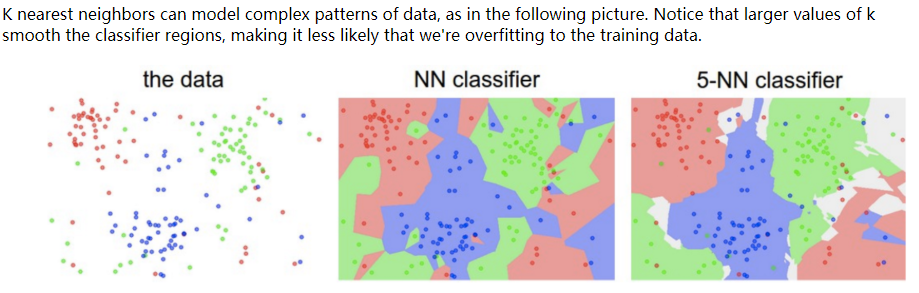 K nearest neighbors can model complex patterns of data, as in the following picture. Notice that larger values of k
smooth the classifier regions, making it less likely that we're overfitting to the training data.
the data
NN classifier
5-NN classifier